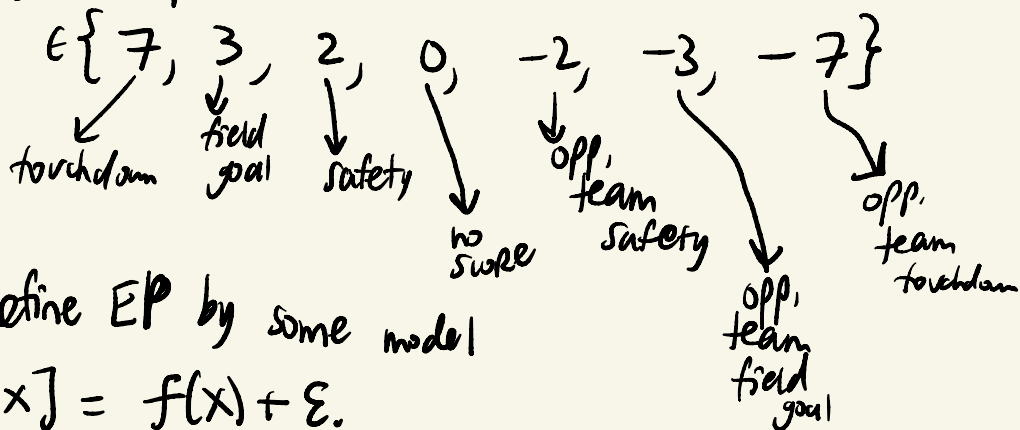 ∈ { 7, 3, 2, 0, -2, -3, -7}
touchdown
field
goal
safety
no
score
opp.
team
safety
opp.
team
field
goal
opp.
team
touchdown
efine EP by some model
x] = f(x) + ε.